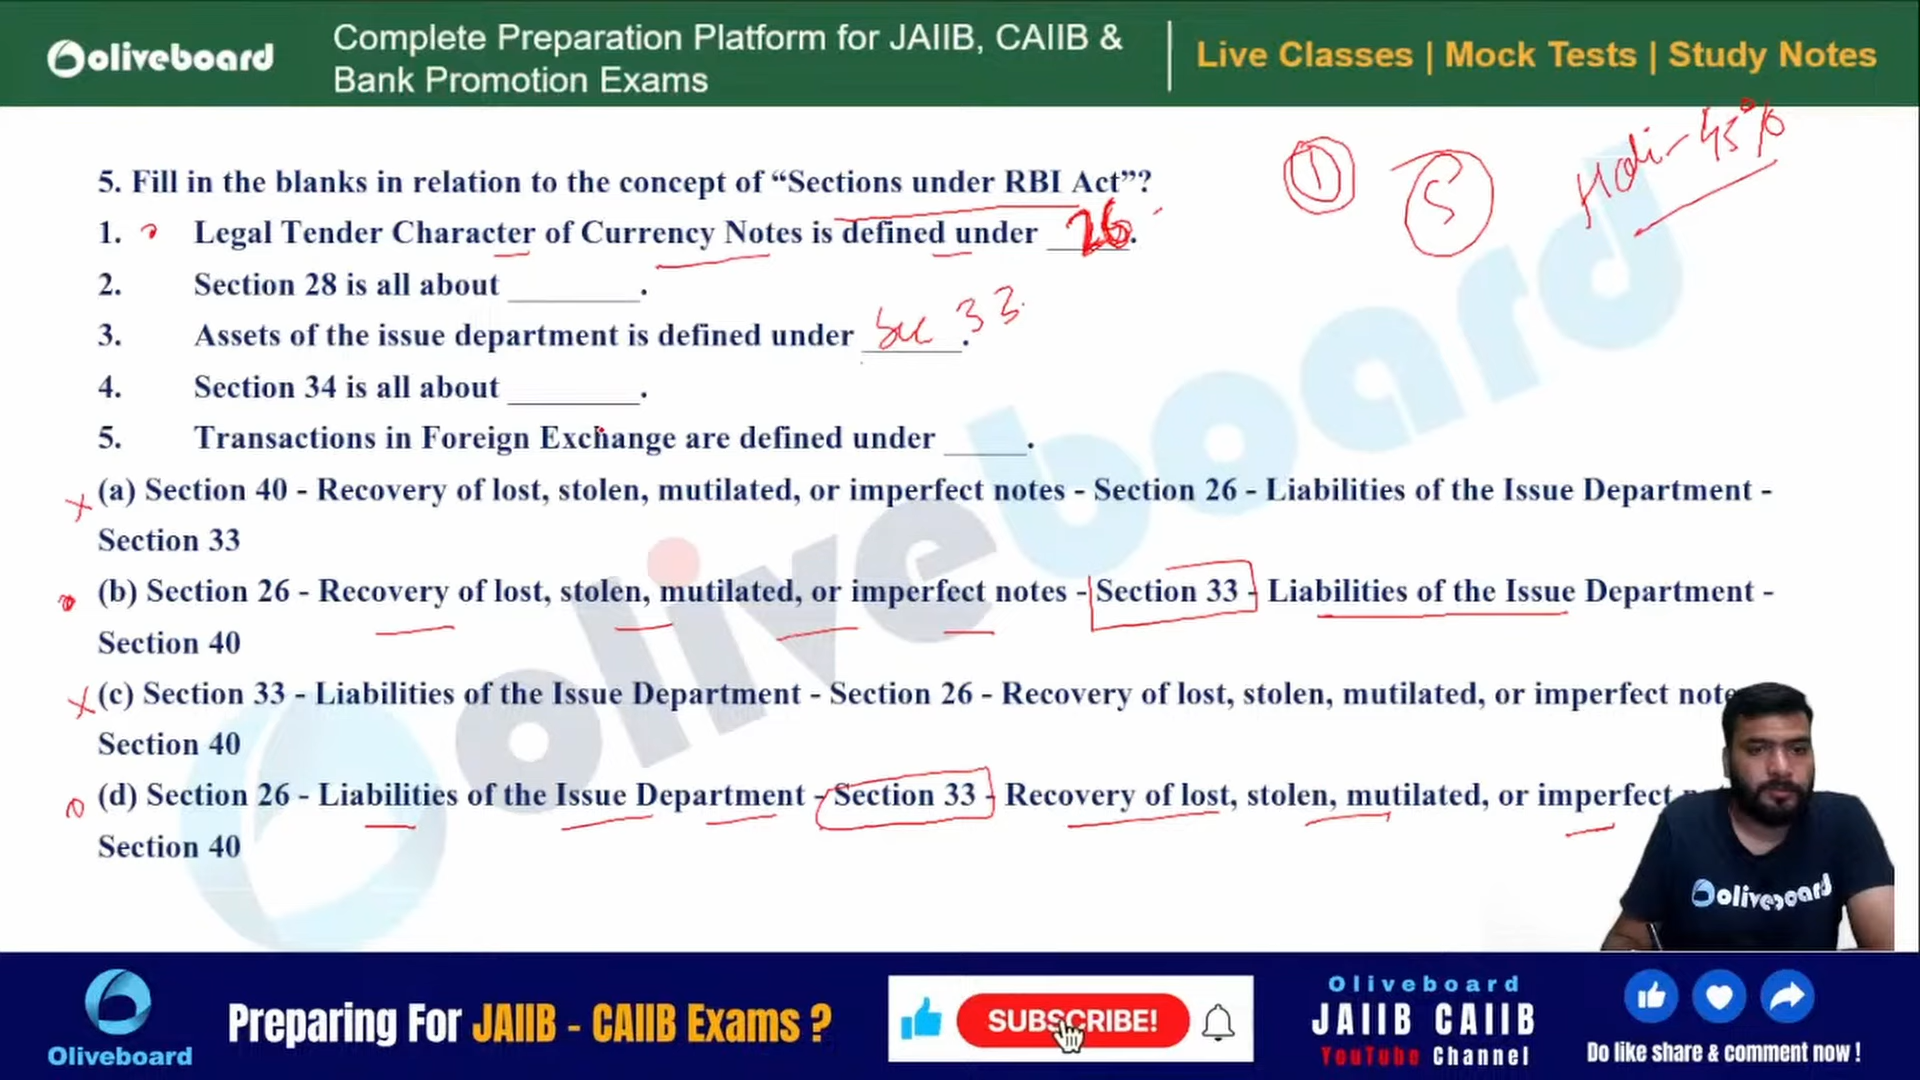 oliveboard
Complete Preparation Platform for JAIIB, CAIIB &
Bank Promotion Exams
Live Classes | Mock Tests | Study Notes
5. Fill in the blanks in relation to the concept of “Sections under RBI Act”?
1. Legal Tender Character of Currency Notes is defined under 26.
2. Section 28 is all about ________.
3. Assets of the issue department is defined under Sec 33.
4. Section 34 is all about ________.
5. Transactions in Foreign Exchange are defined under _____.
(a) Section 40 - Recovery of lost, stolen, mutilated, or imperfect notes - Section 26 - Liabilities of the Issue Department -
Section 33
(b) Section 26 - Recovery of lost, stolen, mutilated, or imperfect notes - Section 33 - Liabilities of the Issue Department -
Section 40
(c) Section 33 - Liabilities of the Issue Department - Section 26 - Recovery of lost, stolen, mutilated, or imperfect note
Section 40
(d) Section 26 - Liabilities of the Issue Department - Section 33 - Recovery of lost, stolen, mutilated, or imperfect
Section 40
1
5
45%
oliveboard
oliveboard
Oliveboard
Preparing For JAIIB - CAIIB Exams ?
SUBSCRIBE!
Oliveboard
JAIIB CAIIB
YouTube Channel
Do like share & comment now !